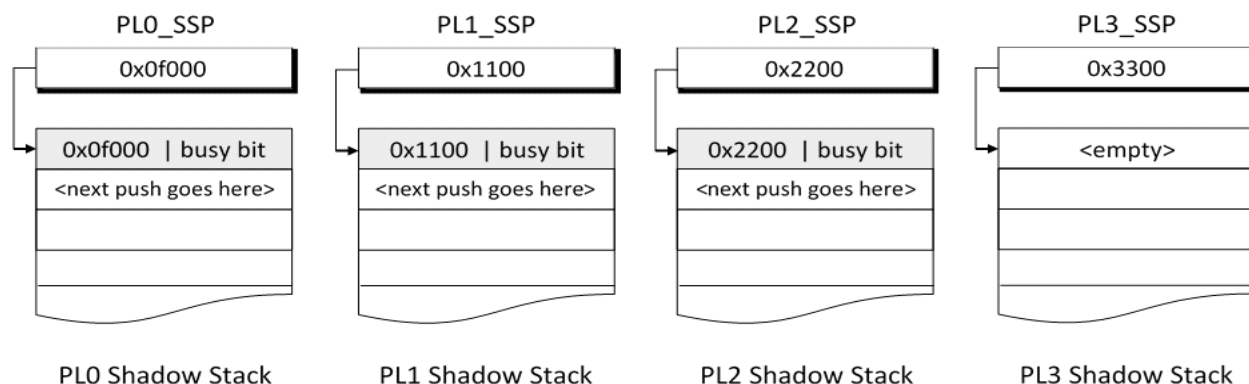 PL0_SSP PL1_SSP PL2_SSP PL3_SSP
0x0f000 0x1100 0x2200 0x3300
0x0f000 | busy bit 0x1100 | busy bit 0x2200 | busy bit <empty>
<next push goes here> <next push goes here> <next push goes here>
PL0 Shadow Stack PL1 Shadow Stack PL2 Shadow Stack PL3 Shadow Stack